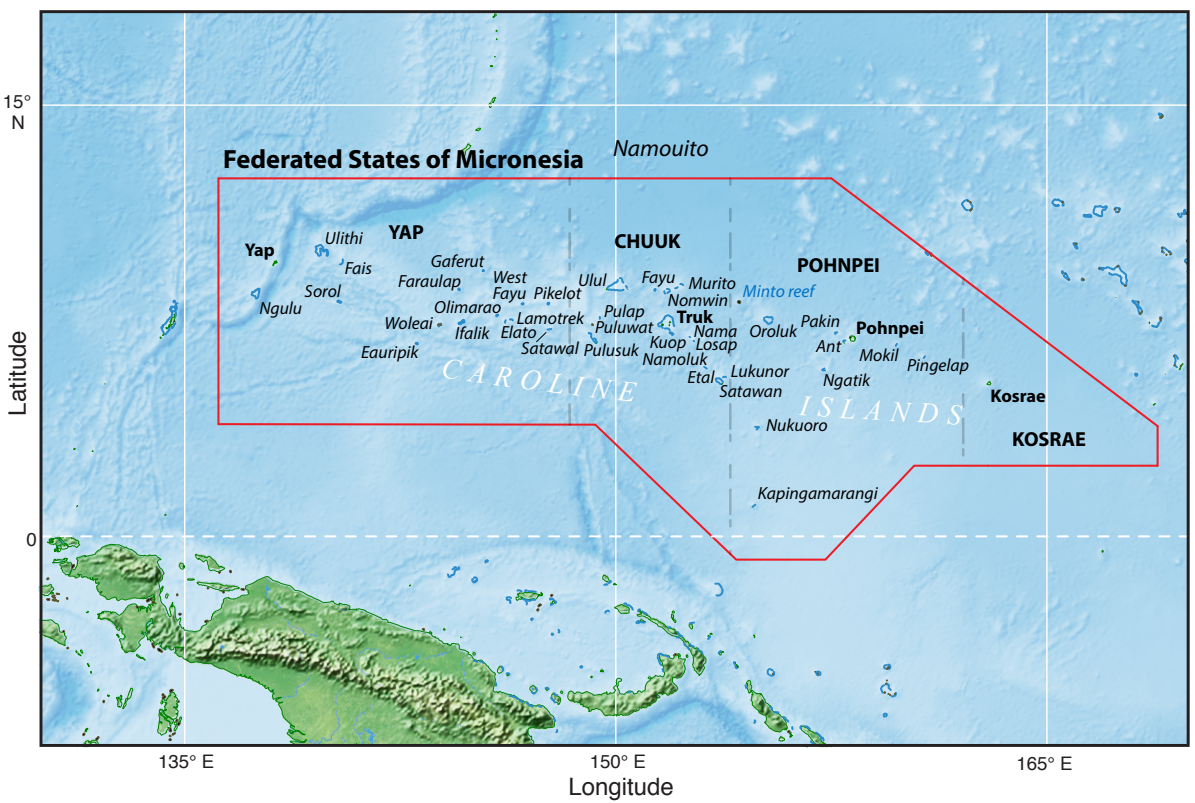 15°
N
Namouito
Federated States of Micronesia
Ulithi
YAP
Yap
CHUUK
Fais
Gaferut
POHNPEI
Faraulap
West
Fayu
Pikelot
Ulul
Fayu
Murito
Minto reef
Nomwin
Sorol
Ngulu
Olimarao
Lamotrek
Pulap
Truk
Woleai
Ifalik
Elato
Puluwat
Nama
Oroluk
Pakin
Pohnpei
Eauripik
Satawal
Pulusuk
Kuop
Losap
Ant
Mokil
Namoluk
Pingelap
CAROLINE
Etal
Lukunor
Ngatik
Satawan
Kosrae
ISLANDS
Nukuoro
KOSRAE
Kapingamarangi
0
Latitude
135° E
150° E
165° E
Longitude